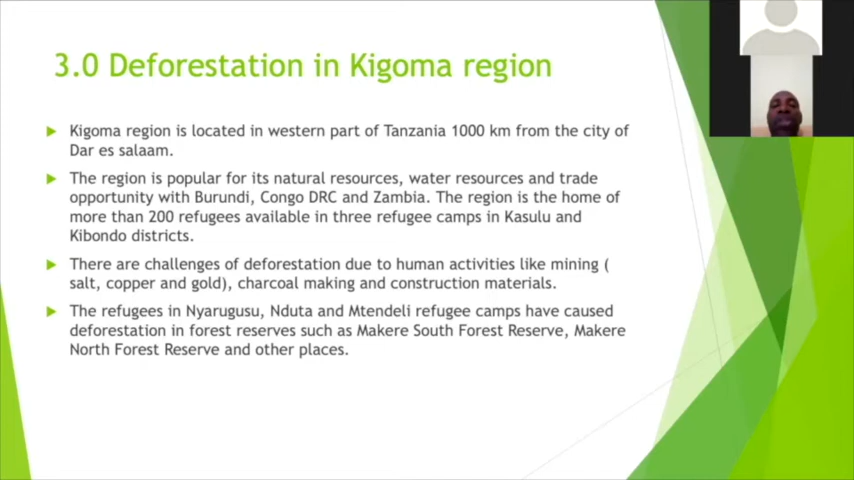 3.0 Deforestation in Kigoma region
Kigoma region is located in western part of Tanzania 1000 km from the city of
Dar es salaam.
The region is popular for its natural resources, water resources and trade
opportunity with Burundi, Congo DRC and Zambia. The region is the home of
more than 200 refugees available in three refugee camps in Kasulu and
Kibondo districts.
There are challenges of deforestation due to human activities like mining (
salt, copper and gold), charcoal making and construction materials.
The refugees in Nyarugusu, Nduta and Mtendeli refugee camps have caused
deforestation in forest reserves such as Makere South Forest Reserve, Makere
North Forest Reserve and other places.